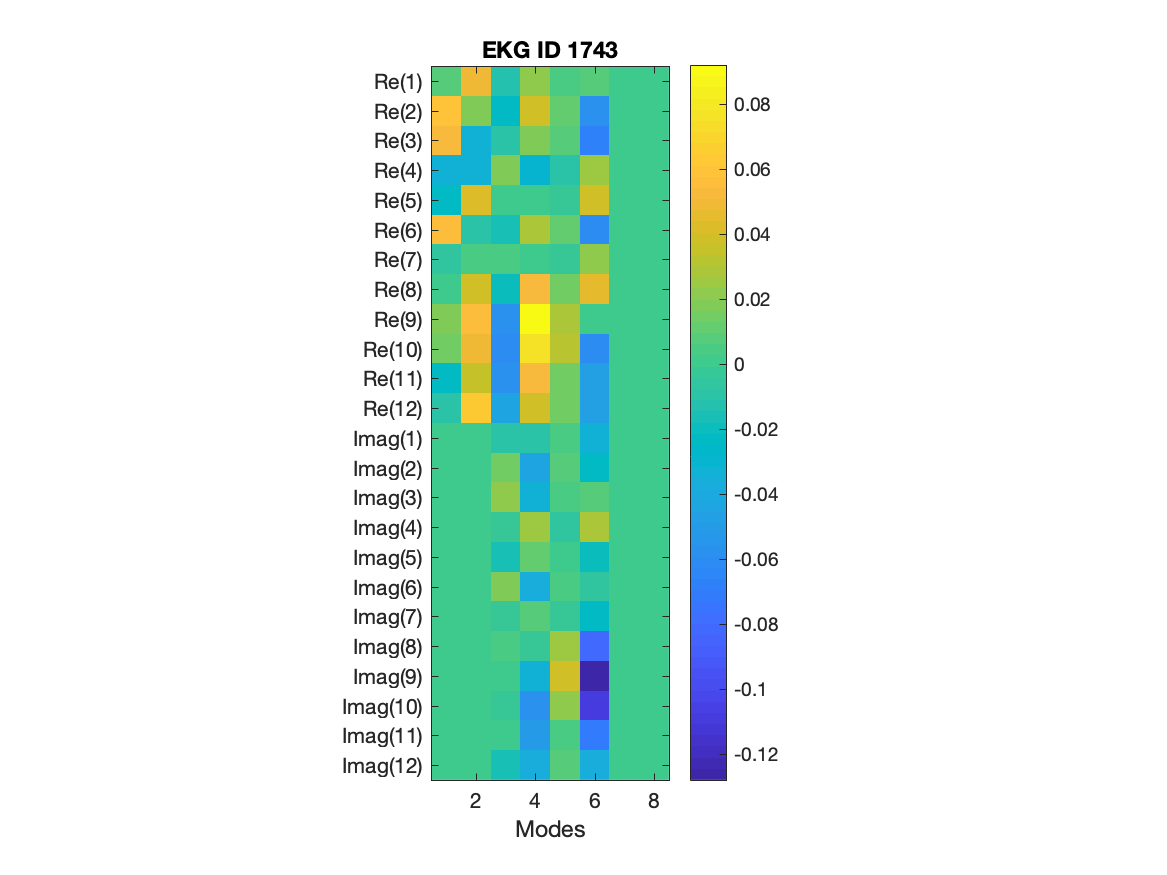 EKG ID 1743
Re(1)
Re(2)
Re(3)
Re(4)
Re(5)
Re(6)
Re(7)
Re(8)
Re(9)
Re(10)
Re(11)
Re(12)
Imag(1)
Imag(2)
Imag(3)
Imag(4)
Imag(5)
Imag(6)
Imag(7)
Imag(8)
Imag(9)
Imag(10)
Imag(11)
Imag(12)
2 4 6 8
Modes
0.08
0.06
0.04
0.02
0
-0.02
-0.04
-0.06
-0.08
-0.1
-0.12